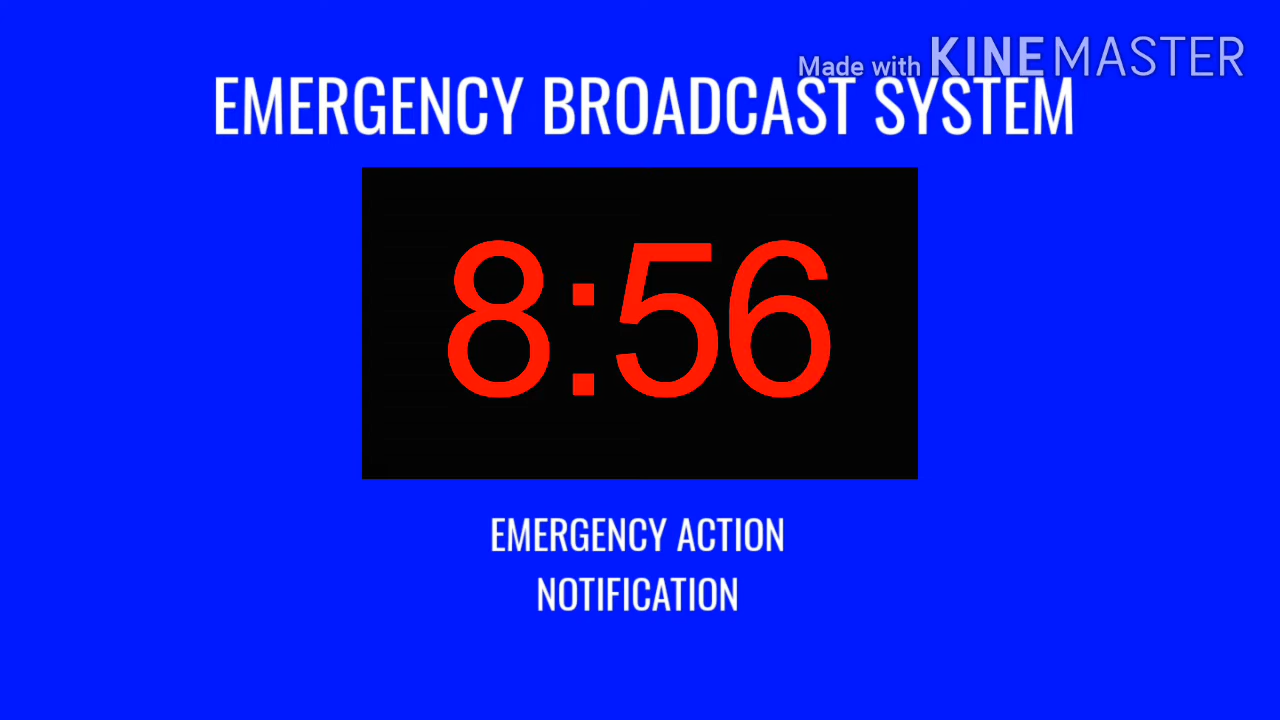 Made with KINEMASTER
EMERGENCY BROADCAST SYSTEM
8:56
EMERGENCY ACTION
NOTIFICATION